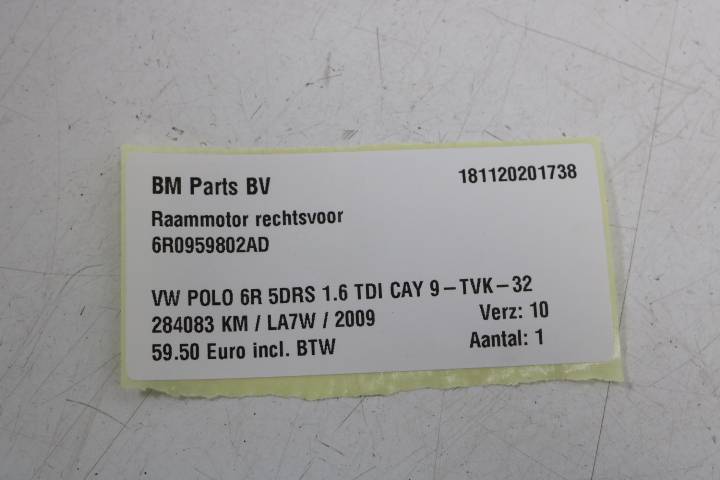 BM Parts BV 181120201738
Raammotor rechtsvoor
6R0959802AD
VW POLO 6R 5DRS 1.6 TDI CAY 9-TVK-32
284083 KM / LA7W / 2009 Verz: 10
59.50 Euro incl. BTW Aantal: 1